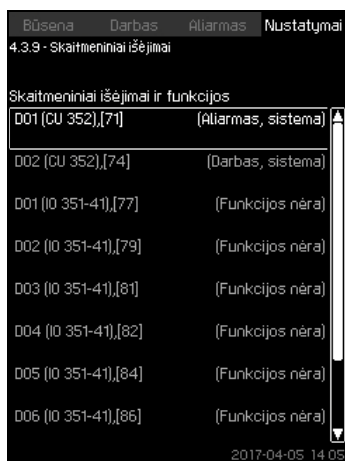 Būsena Darbas Aliarmas Nustatymai
4.3.9 - Skaitmeniniai išėjimai
Skaitmeniniai išėjimai ir funkcijos
DO1 (CU 352),[71] (Aliarmas, sistema)
DO2 (CU 352),[74] (Darbas, sistema)
DO1 (IO 351-41),[77] (Funkcijos nėra)
DO2 (IO 351-41),[79] (Funkcijos nėra)
DO3 (IO 351-41),[81] (Funkcijos nėra)
DO4 (IO 351-41),[82] (Funkcijos nėra)
DO5 (IO 351-41),[84] (Funkcijos nėra)
DO6 (IO 351-41),[86] (Funkcijos nėra)
2017-04-05 14:05